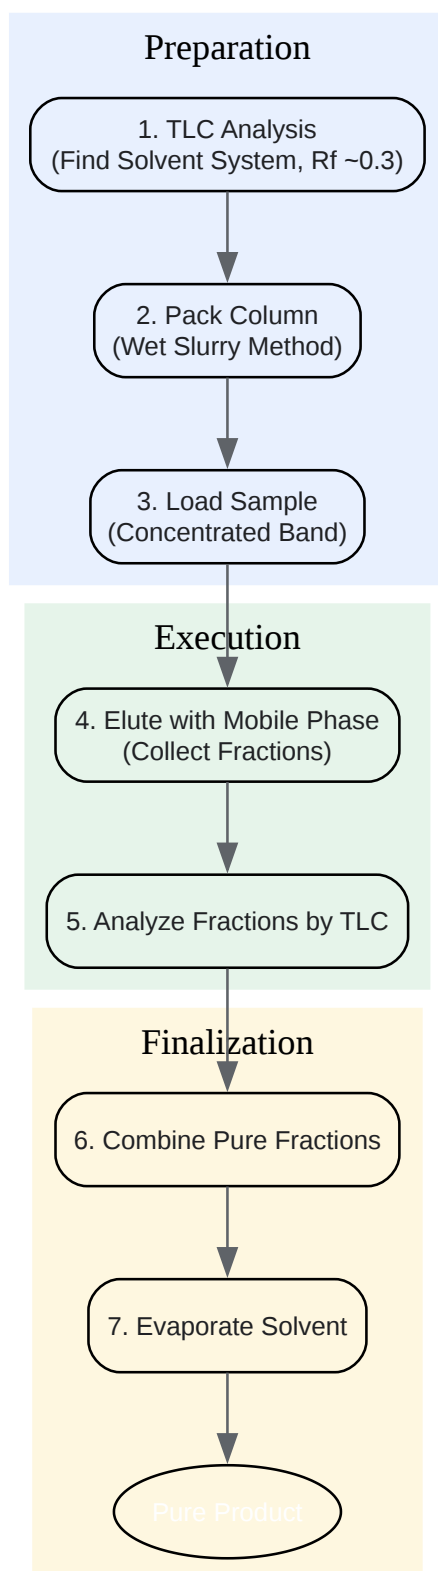 Preparation
1. TLC Analysis
(Find Solvent System, Rf ~0.3)
2. Pack Column
(Wet Slurry Method)
3. Load Sample
(Concentrated Band)
Execution
4. Elute with Mobile Phase
(Collect Fractions)
5. Analyze Fractions by TLC
Finalization
6. Combine Pure Fractions
7. Evaporate Solvent
Pure Product